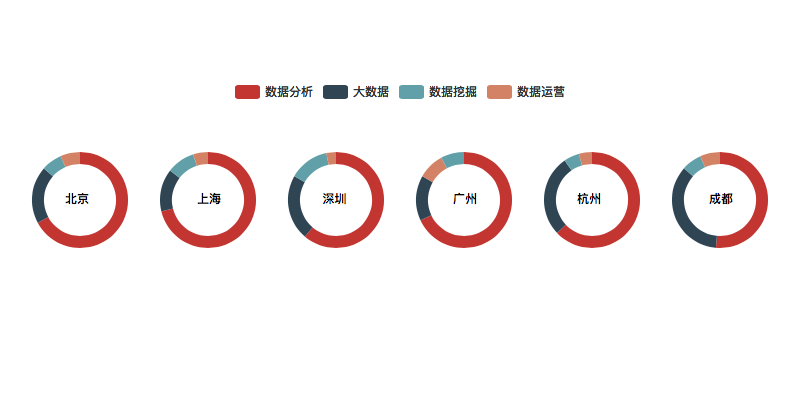 数据分析 大数据 数据挖掘 数据运营
北京 上海 深圳 广州 杭州 成都